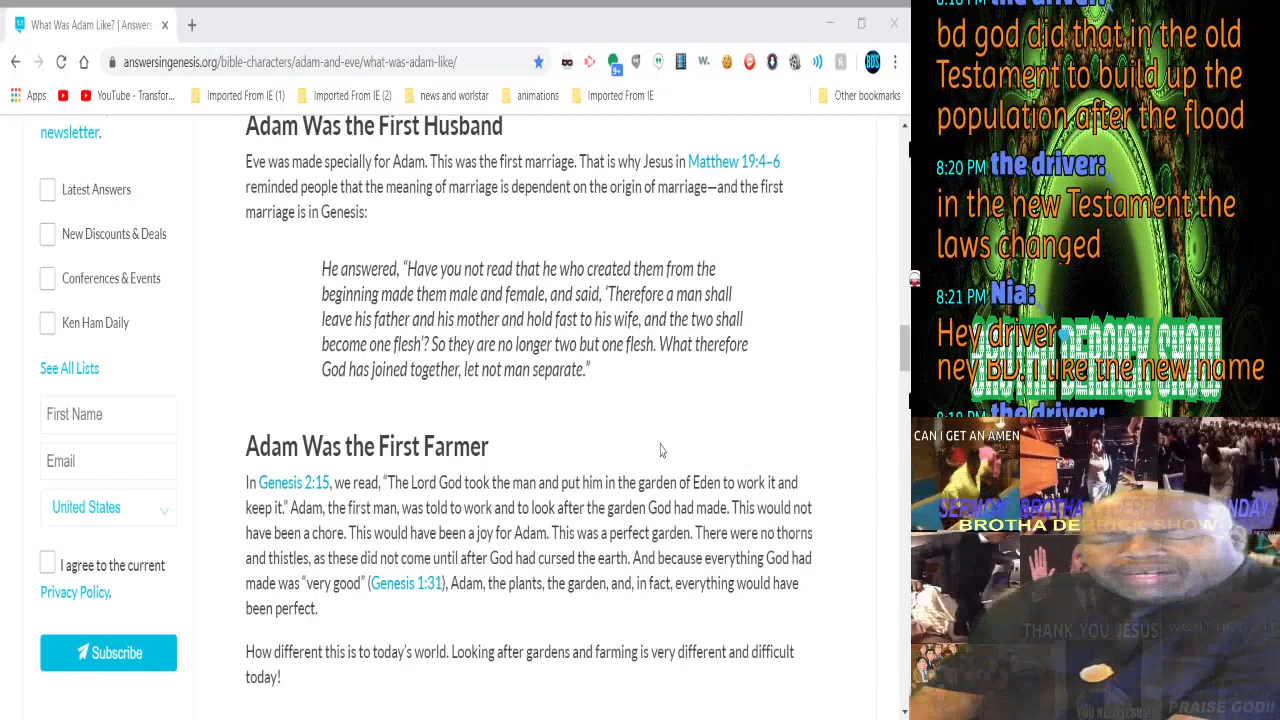 What Was Adam Like? | Answers
answersingenesis.org/bible-characters/adam-and-eve/what-was-adam-like/
9+
W.
BDS
Apps
YouTube - Transfor...
Imported From IE (1)
Imported From IE (2)
news and worlstar
animations
Imported From IE
Other bookmarks
newsletter.
Latest Answers
New Discounts & Deals
Conferences & Events
Ken Ham Daily
See All Lists
First Name
Email
United States
I agree to the current
Privacy Policy.
Subscribe
Adam Was the First Husband
Eve was made specially for Adam. This was the first marriage. That is why Jesus in Matthew 19:4–6
reminded people that the meaning of marriage is dependent on the origin of marriage—and the first
marriage is in Genesis:
He answered, “Have you not read that he who created them from the
beginning made them male and female, and said, ‘Therefore a man shall
leave his father and his mother and hold fast to his wife, and the two shall
become one flesh’? So they are no longer two but one flesh. What therefore
God has joined together, let not man separate.”
Adam Was the First Farmer
In Genesis 2:15, we read, “The Lord God took the man and put him in the garden of Eden to work it and
keep it.” Adam, the first man, was told to work and to look after the garden God had made. This would not
have been a chore. This would have been a joy for Adam. This was a perfect garden. There were no thorns
and thistles, as these did not come until after God had cursed the earth. And because everything God had
made was “very good” (Genesis 1:31), Adam, the plants, the garden, and, in fact, everything would have
been perfect.
How different this is to today’s world. Looking after gardens and farming is very different and difficult
today!
8:18 PM the driver:
bd god did that in the old
Testament to build up the
population after the flood
8:20 PM the driver:
in the new Testament the
laws changed
8:21 PM Nia:
Hey driver
hey BD. I like the new name
BROTHA DERRICK SHOW
8:18 PM the driver:
CAN I GET AN AMEN
SERMON BROTHA SUNDAY
BROTHA DERRICK SHOW
THANK YOU JESUS
PRAISE GOD!!